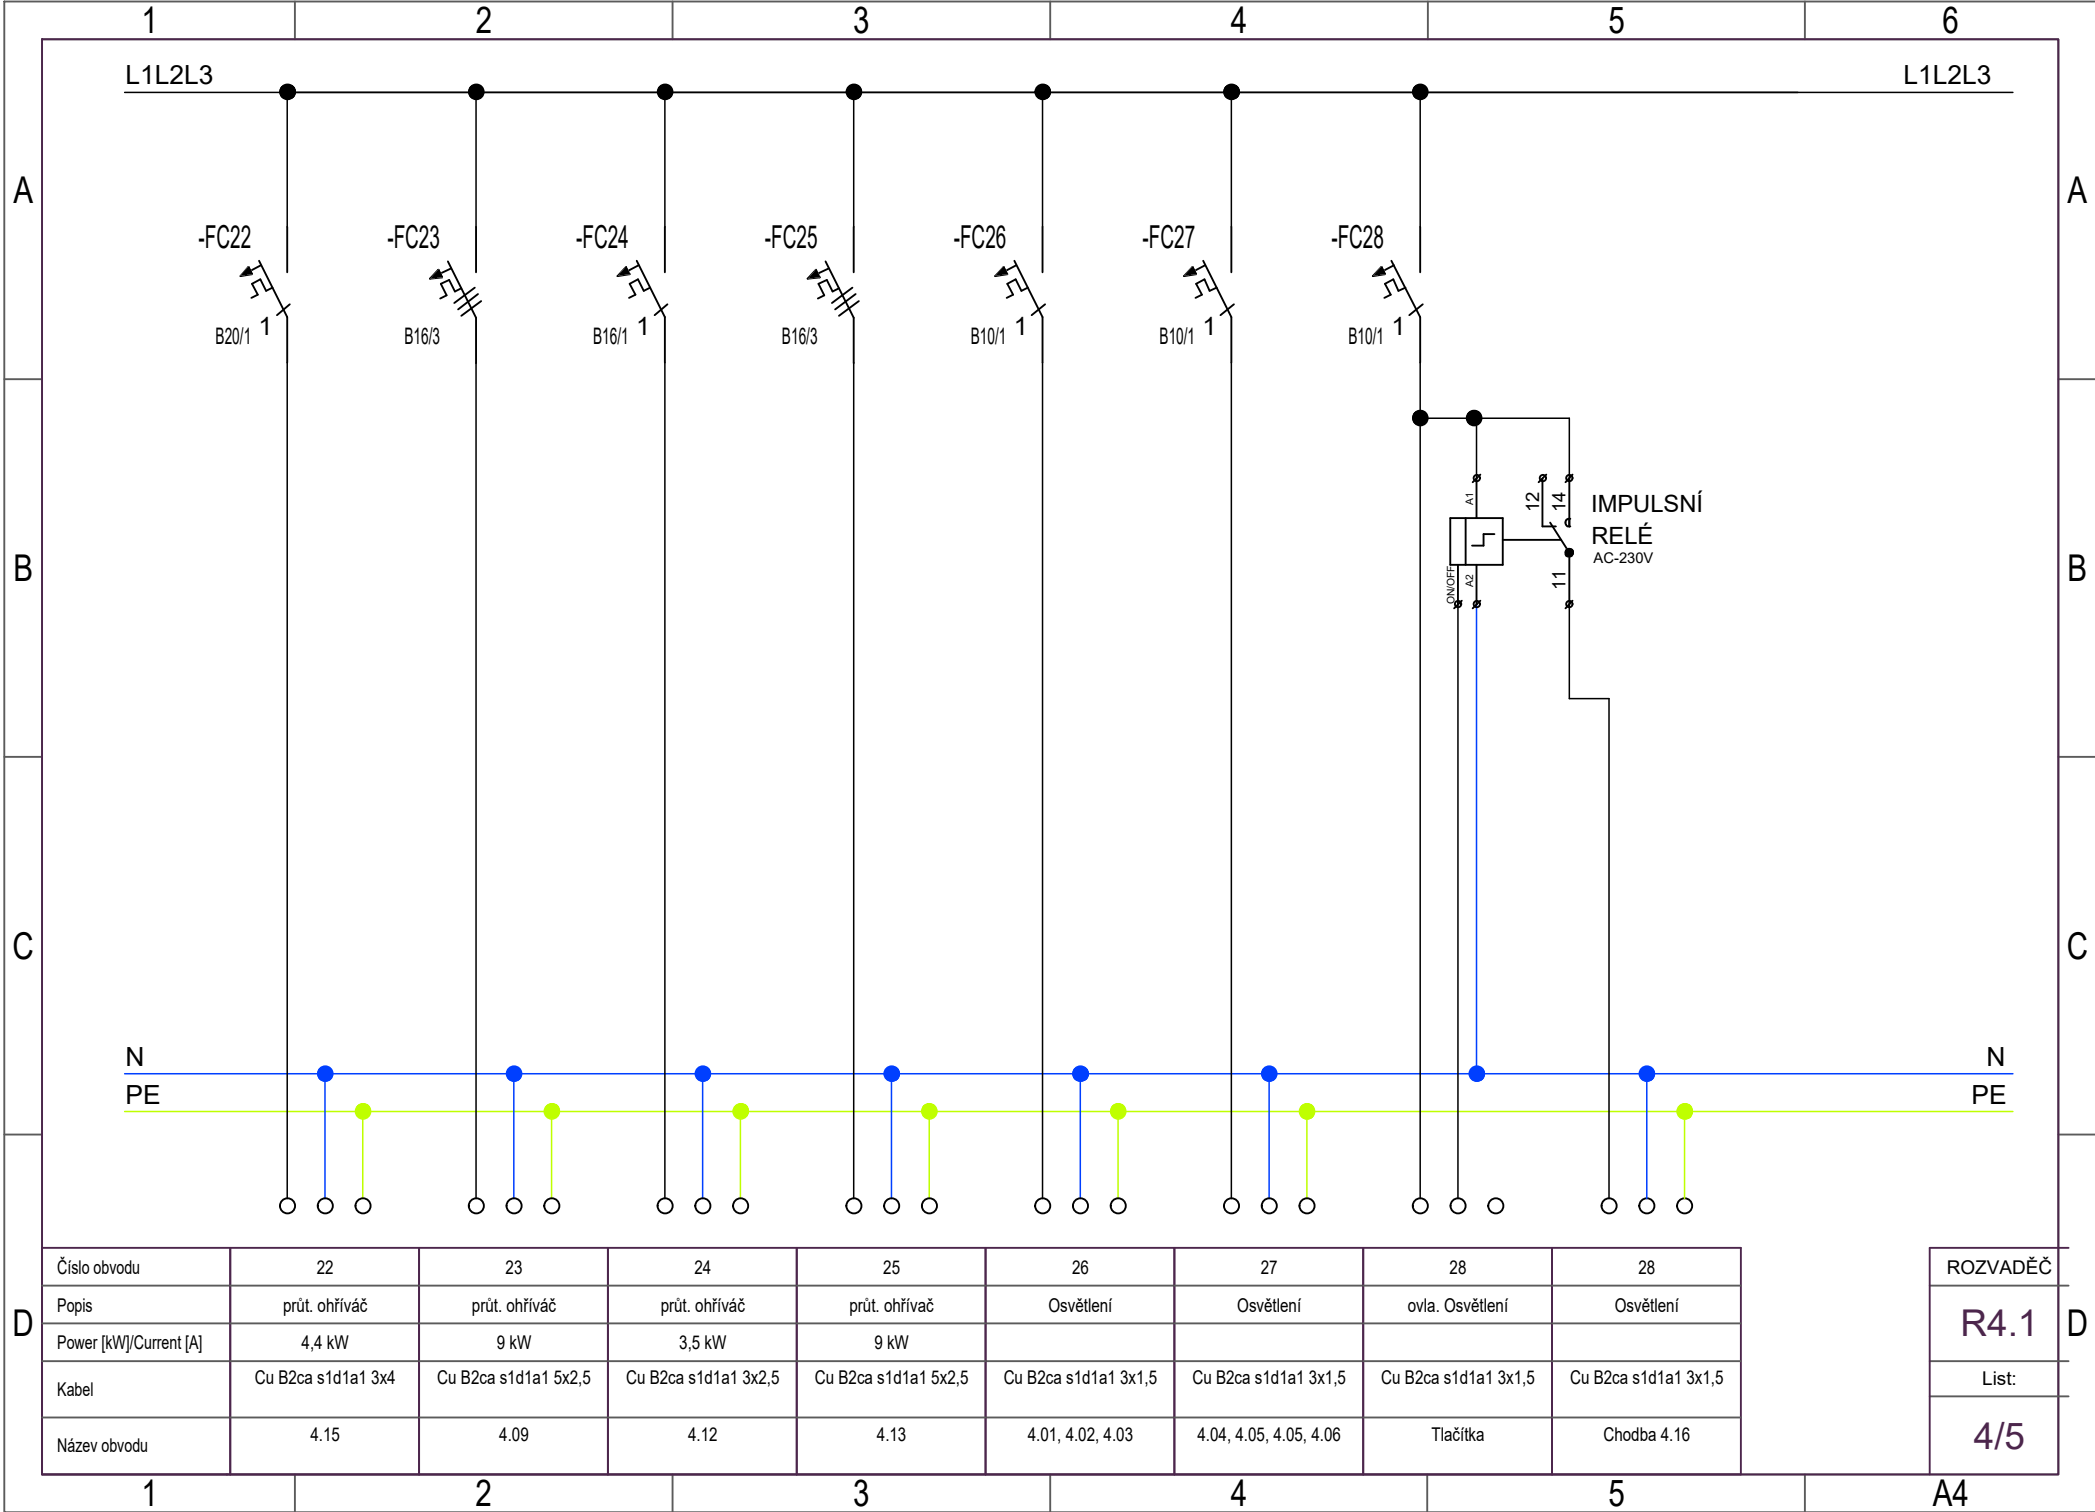 1 2 3 4 5 6
L1L2L3 L1L2L3
A A
-FC22 -FC23 -FC24 -FC25 -FC26 -FC27 -FC28
1 1 1 1 1
B20/1 B16/3 B16/1 B16/3 B10/1 B10/1 B10/1
A1 12 14 IMPULSNÍ
RELÉ
AC-230V
B B
ON/OFF A2 11
C C
N N
PE PE
Číslo obvodu 22 23 24 25 26 27 28 28 ROZVADĚČ
Popis průt. ohříváč průt. ohříváč průt. ohříváč průt. ohřívač Osvětlení Osvětlení ovla. Osvětlení Osvětlení
D R4.1 D
Power [kW]/Current [A] 4,4 kW 9 kW 3,5 kW 9 kW
Kabel Cu B2ca s1d1a1 3x4 Cu B2ca s1d1a1 5x2,5 Cu B2ca s1d1a1 3x2,5 Cu B2ca s1d1a1 5x2,5 Cu B2ca s1d1a1 3x1,5 Cu B2ca s1d1a1 3x1,5 Cu B2ca s1d1a1 3x1,5 Cu B2ca s1d1a1 3x1,5 List:
Název obvodu 4.15 4.09 4.12 4.13 4.01, 4.02, 4.03 4.04, 4.05, 4.05, 4.06 Tlačítka Chodba 4.16 4/5
1 2 3 4 5 A4